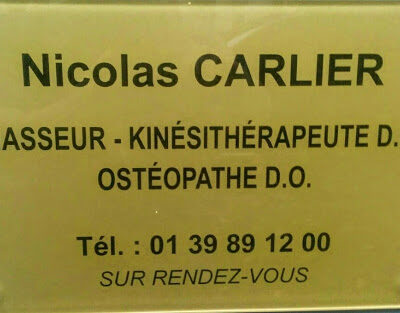 Nicolas CARLIER
ASSEUR - KINÉSITHÉRAPEUTE D.
OSTÉOPATHE D.O.
Tél. : 01 39 89 12 00
SUR RENDEZ-VOUS